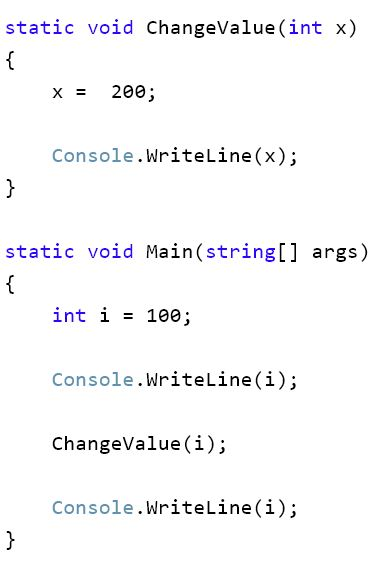 static void ChangeValue(int x)
{
    x =  200;
    Console.WriteLine(x);
}
static void Main(string[] args)
{
    int i = 100;
    Console.WriteLine(i);
    ChangeValue(i);
    Console.WriteLine(i);
}